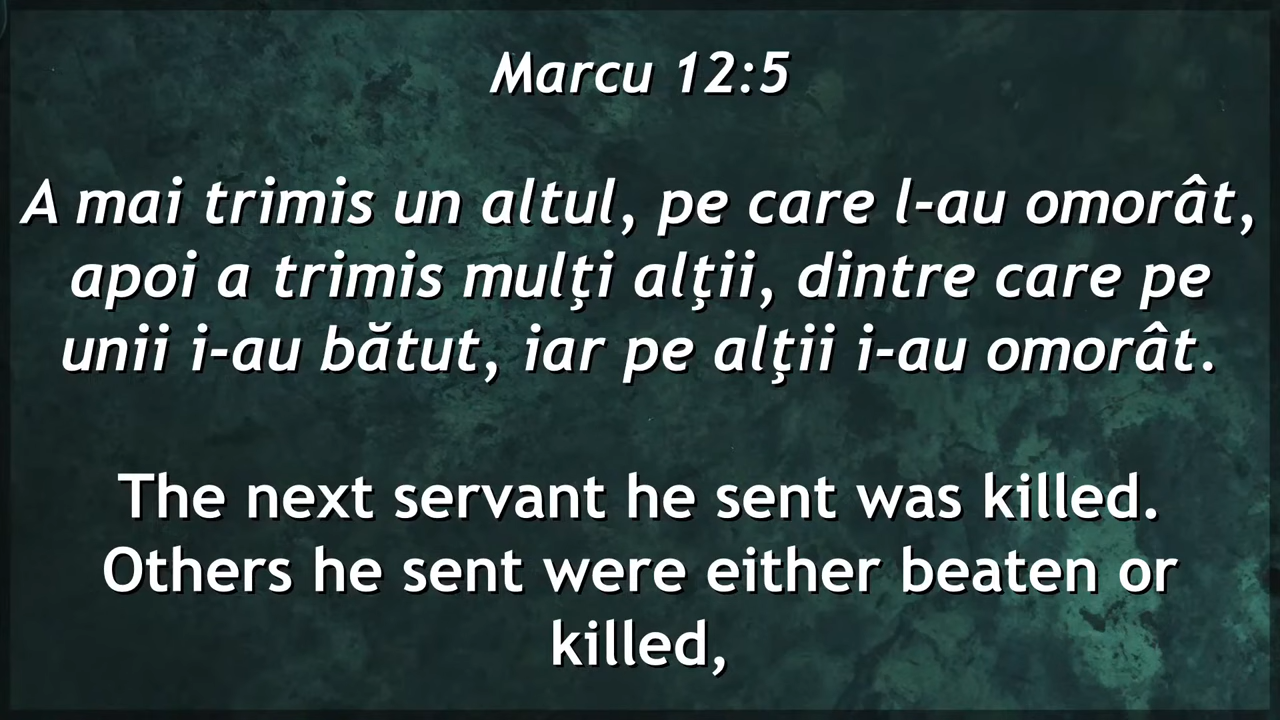 Marcu 12:5
A mai trimis un altul, pe care l-au omorât,
apoi a trimis mulţi alţii, dintre care pe
unii i-au bătut, iar pe alţii i-au omorât.
The next servant he sent was killed.
Others he sent were either beaten or
killed,